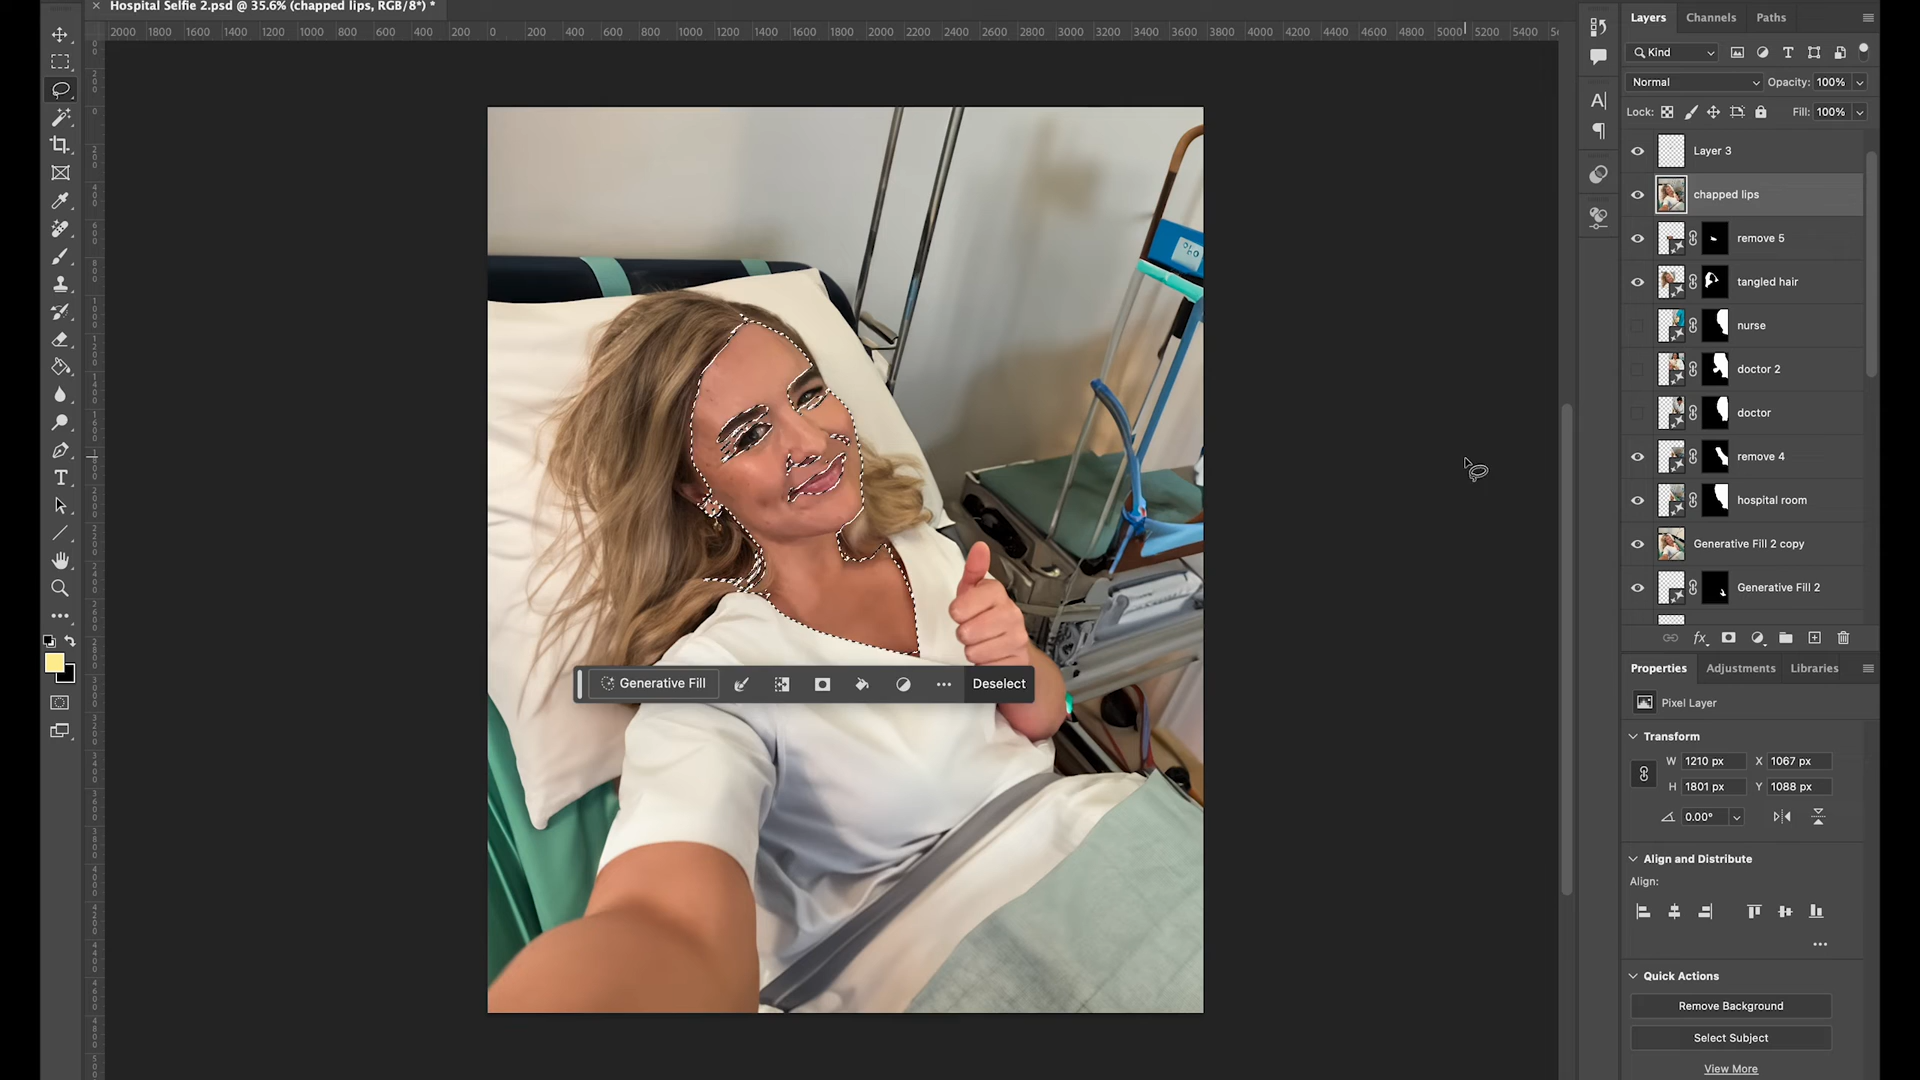 Hospital Selfie 2.psd @ 35.6% (chapped lips, RGB/8*) *
2000 1800 1600 1400 1200 1000 800 600 400 200 0 200 400 600 800 1000 1200 1400 1600 1800 2000 2200 2400 2600 2800 3000 3200 3400 3600 3800 4000 4200 4400 4600 4800 5000 5200 5400
Layers Channels Paths
Kind
Normal Opacity: 100%
Lock: Fill: 100%
Layer 3
chapped lips
remove 5
tangled hair
nurse
doctor 2
doctor
remove 4
hospital room
Generative Fill 2 copy
Generative Fill 2
Generative Fill Deselect
Properties Adjustments Libraries
Pixel Layer
Transform
W 1210 px X 1067 px
H 1801 px Y 1088 px
0.00°
Align and Distribute
Align:
Quick Actions
Remove Background
Select Subject
View More